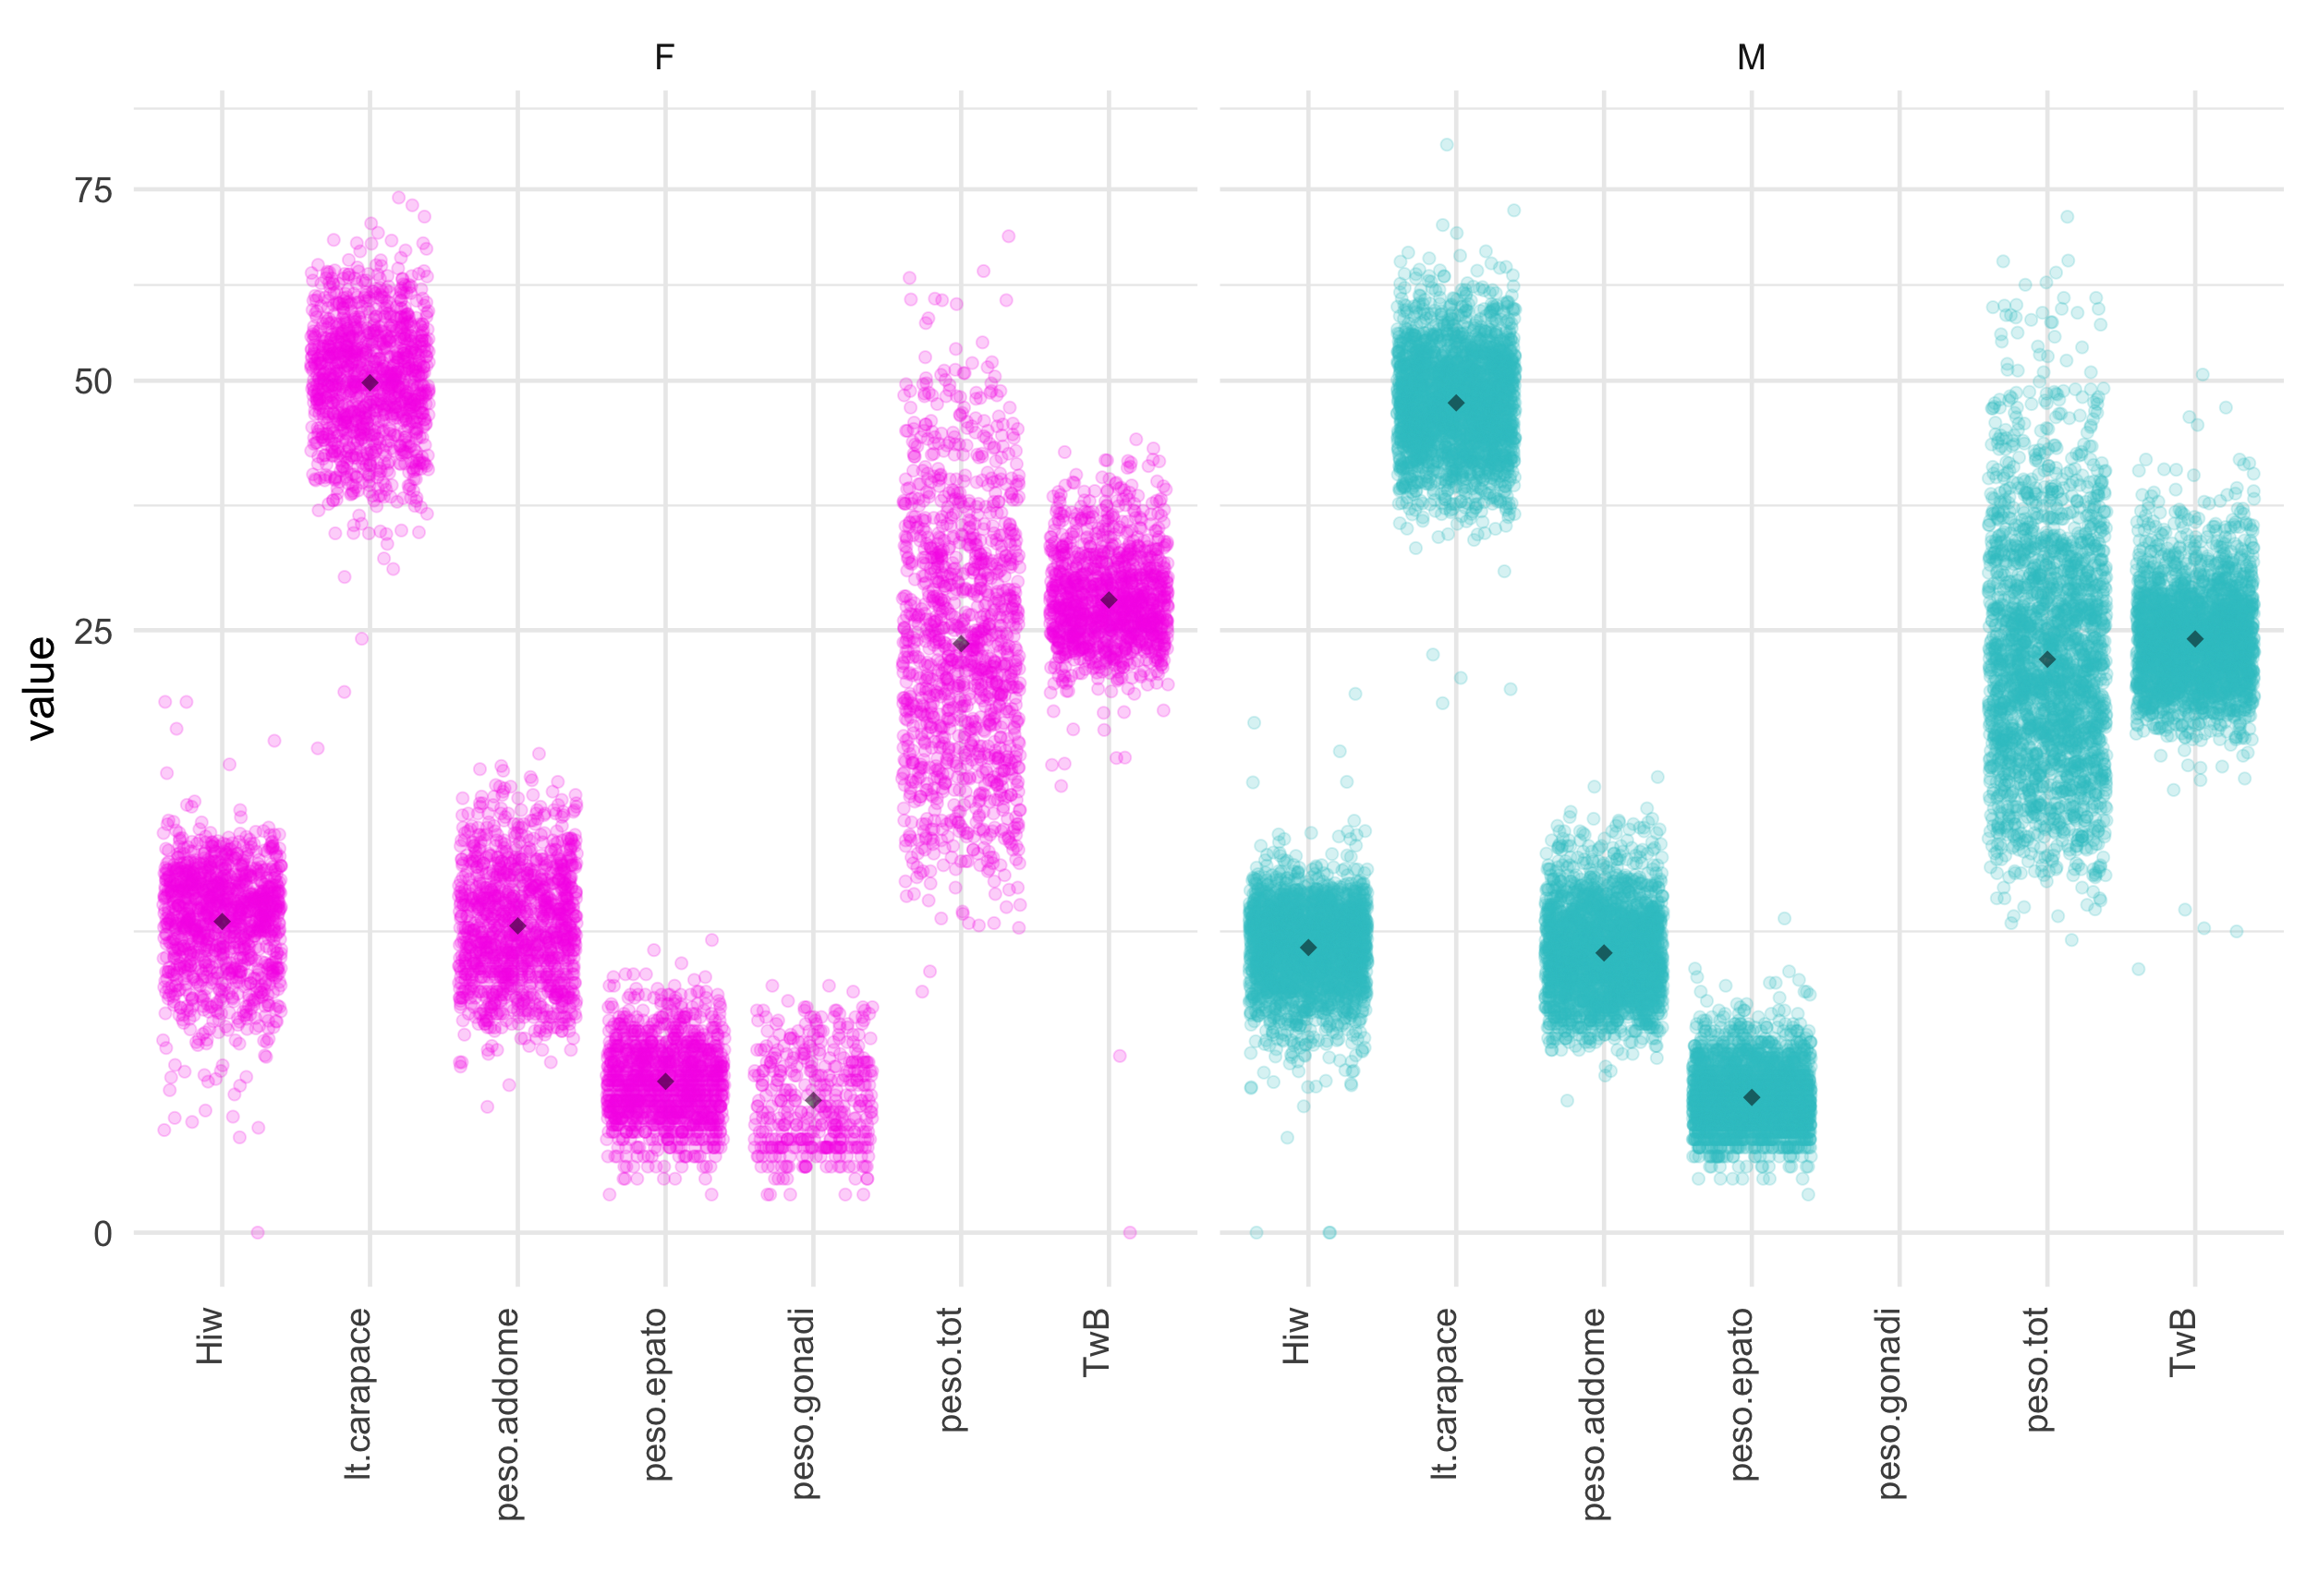 F
M
75
50
25
0
value
Hiw
lt.carapace
peso.addome
peso.epato
peso.gonadi
peso.tot
TwB
Hiw
lt.carapace
peso.addome
peso.epato
peso.gonadi
peso.tot
TwB